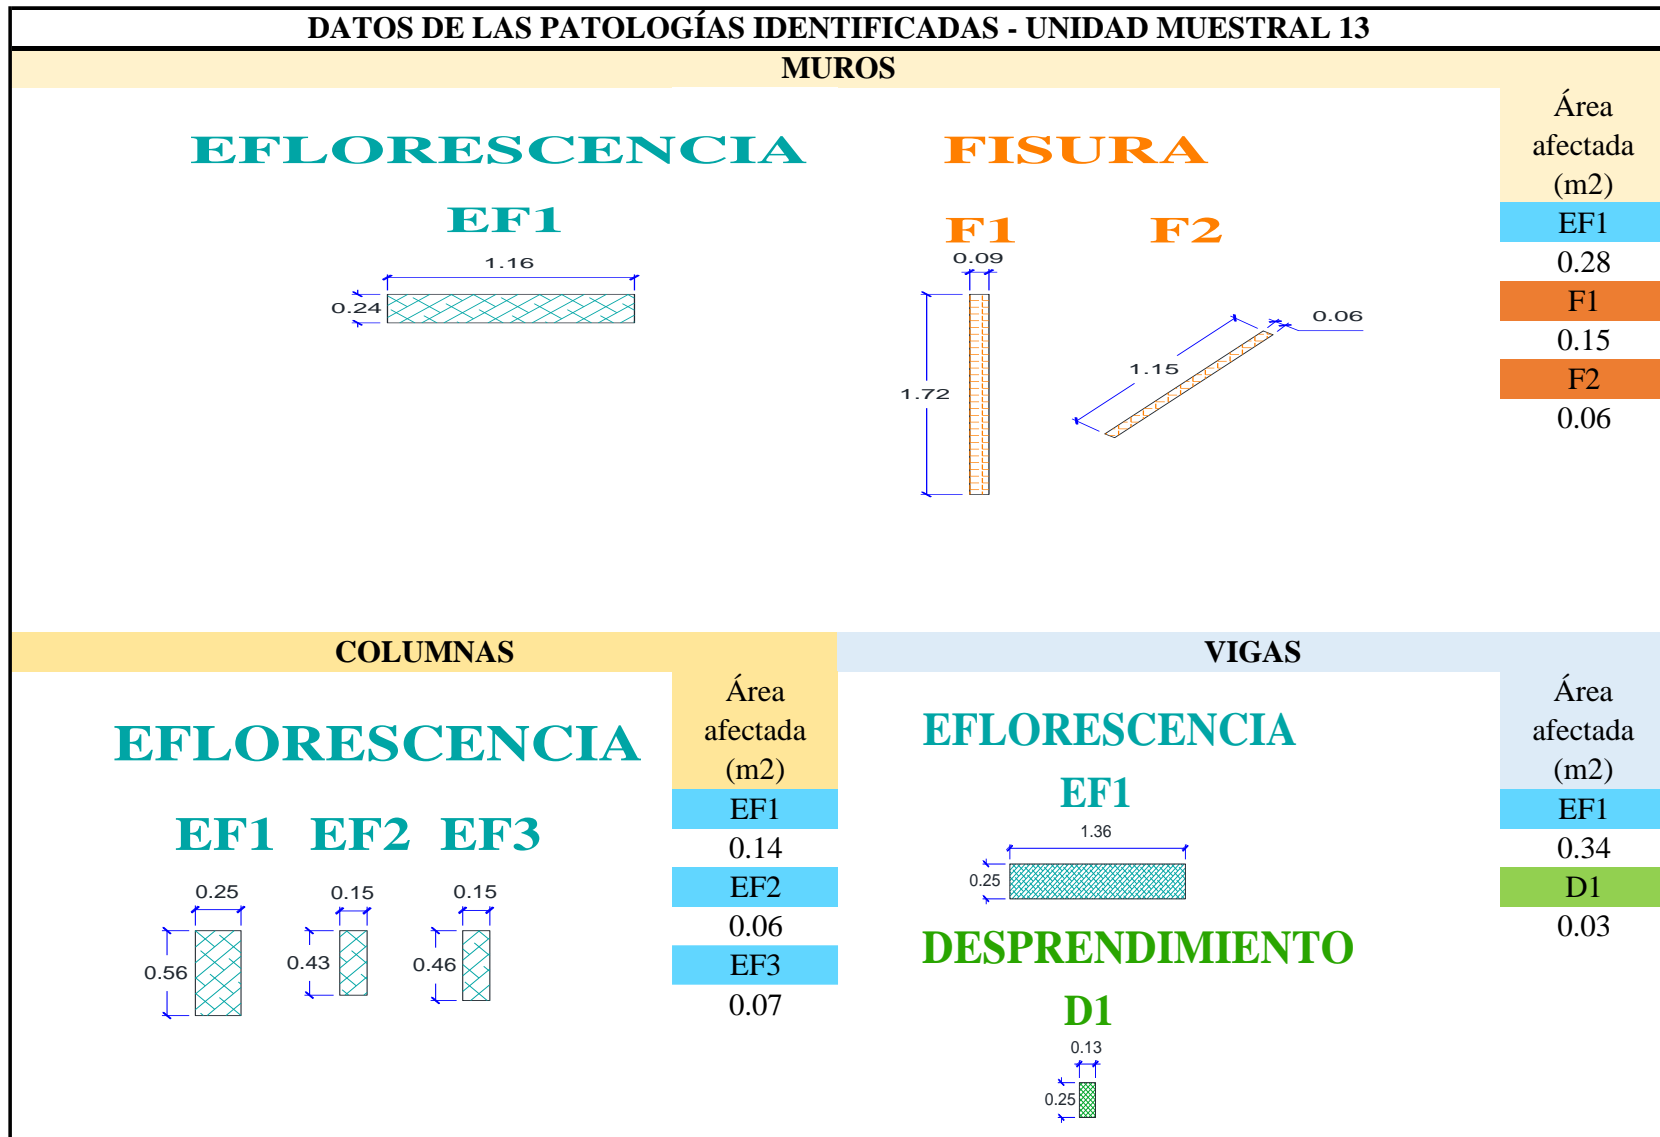 DATOS DE LAS PATOLOGÍAS IDENTIFICADAS - UNIDAD MUESTRAL 13
MUROS
EFLORESCENCIA
EF1
1.16
0.24
FISURA
F1
F2
0.09
1.72
1.15
0.06
Área
afectada
(m2)
EF1
0.28
F1
0.15
F2
0.06
COLUMNAS
EFLORESCENCIA
EF1 EF2 EF3
0.25
0.15
0.15
0.56
0.43
0.46
Área
afectada
(m2)
EF1
0.14
EF2
0.06
EF3
0.07
VIGAS
EFLORESCENCIA
EF1
1.36
0.25
DESPRENDIMIENTO
D1
0.13
0.25
Área
afectada
(m2)
EF1
0.34
D1
0.03